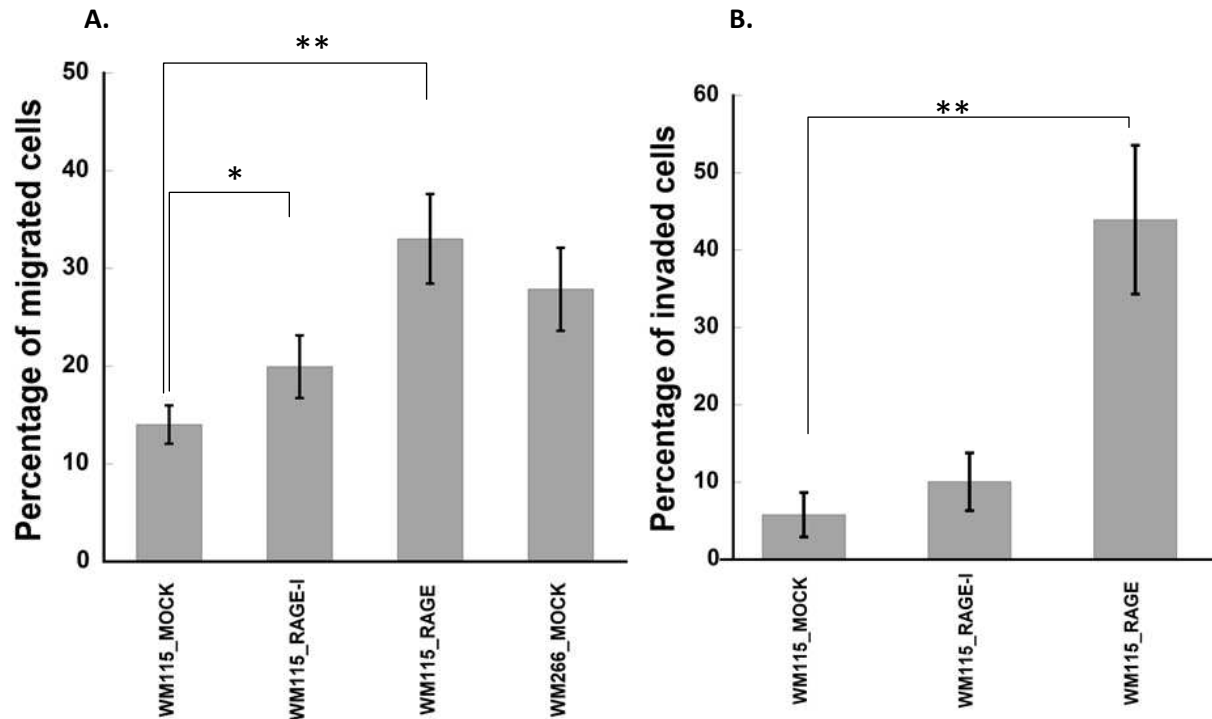 A.
**
50
40
30
20
10
0
*
Percentage of migrated cells
WM115_MOCK
WM115_RAGE-I
WM115_RAGE
WM266_MOCK
B.
60
50
40
30
20
10
0
**
Percentage of invaded cells
WM115_MOCK
WM115_RAGE-I
WM115_RAGE